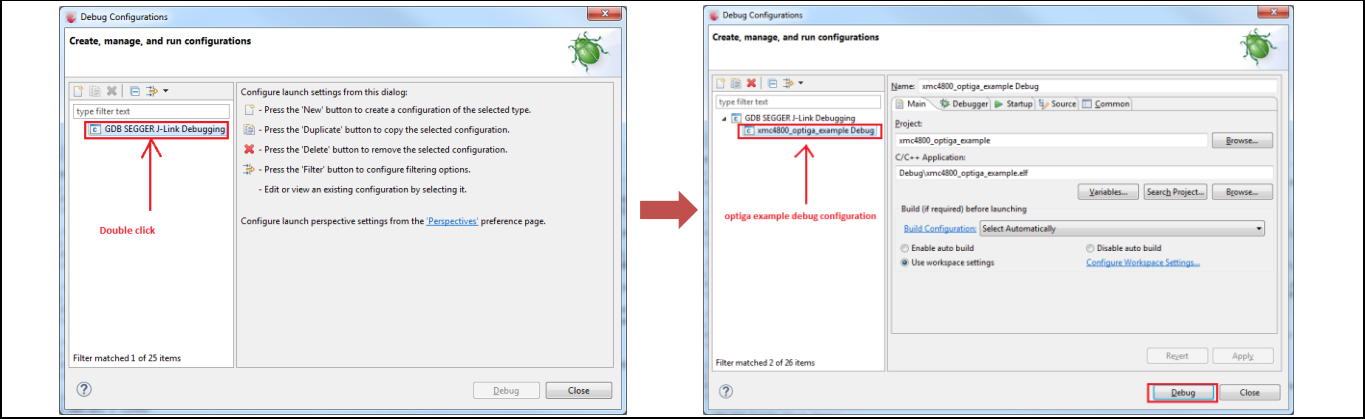 Debug Configurations
Create, manage, and run configurations
type filter text
GDB SEGGER J-Link Debugging
Double click
Filter matched 1 of 25 items
Configure launch settings from this dialog:
- Press the 'New' button to create a configuration of the selected type.
- Press the 'Duplicate' button to copy the selected configuration.
- Press the 'Delete' button to remove the selected configuration.
- Press the 'Filter' button to configure filtering options.
- Edit or view an existing configuration by selecting it.
Configure launch perspective settings from the 'Perspectives' preference page.
Debug
Close
Debug Configurations
Create, manage, and run configurations
type filter text
GDB SEGGER J-Link Debugging
xmc4800_optiga_example Debug
optiga example debug configuration
Filter matched 2 of 26 items
Name: xmc4800_optiga_example Debug
Main Debugger Startup Source Common
Project:
xmc4800_optiga_example
Browse...
C/C++ Application:
Debug\xmc4800_optiga_example.elf
Variables... Search Project... Browse...
Build (if required) before launching
Build Configuration: Select Automatically
Enable auto build
Disable auto build
Use workspace settings
Configure Workspace Settings...
Revert
Apply
Debug
Close